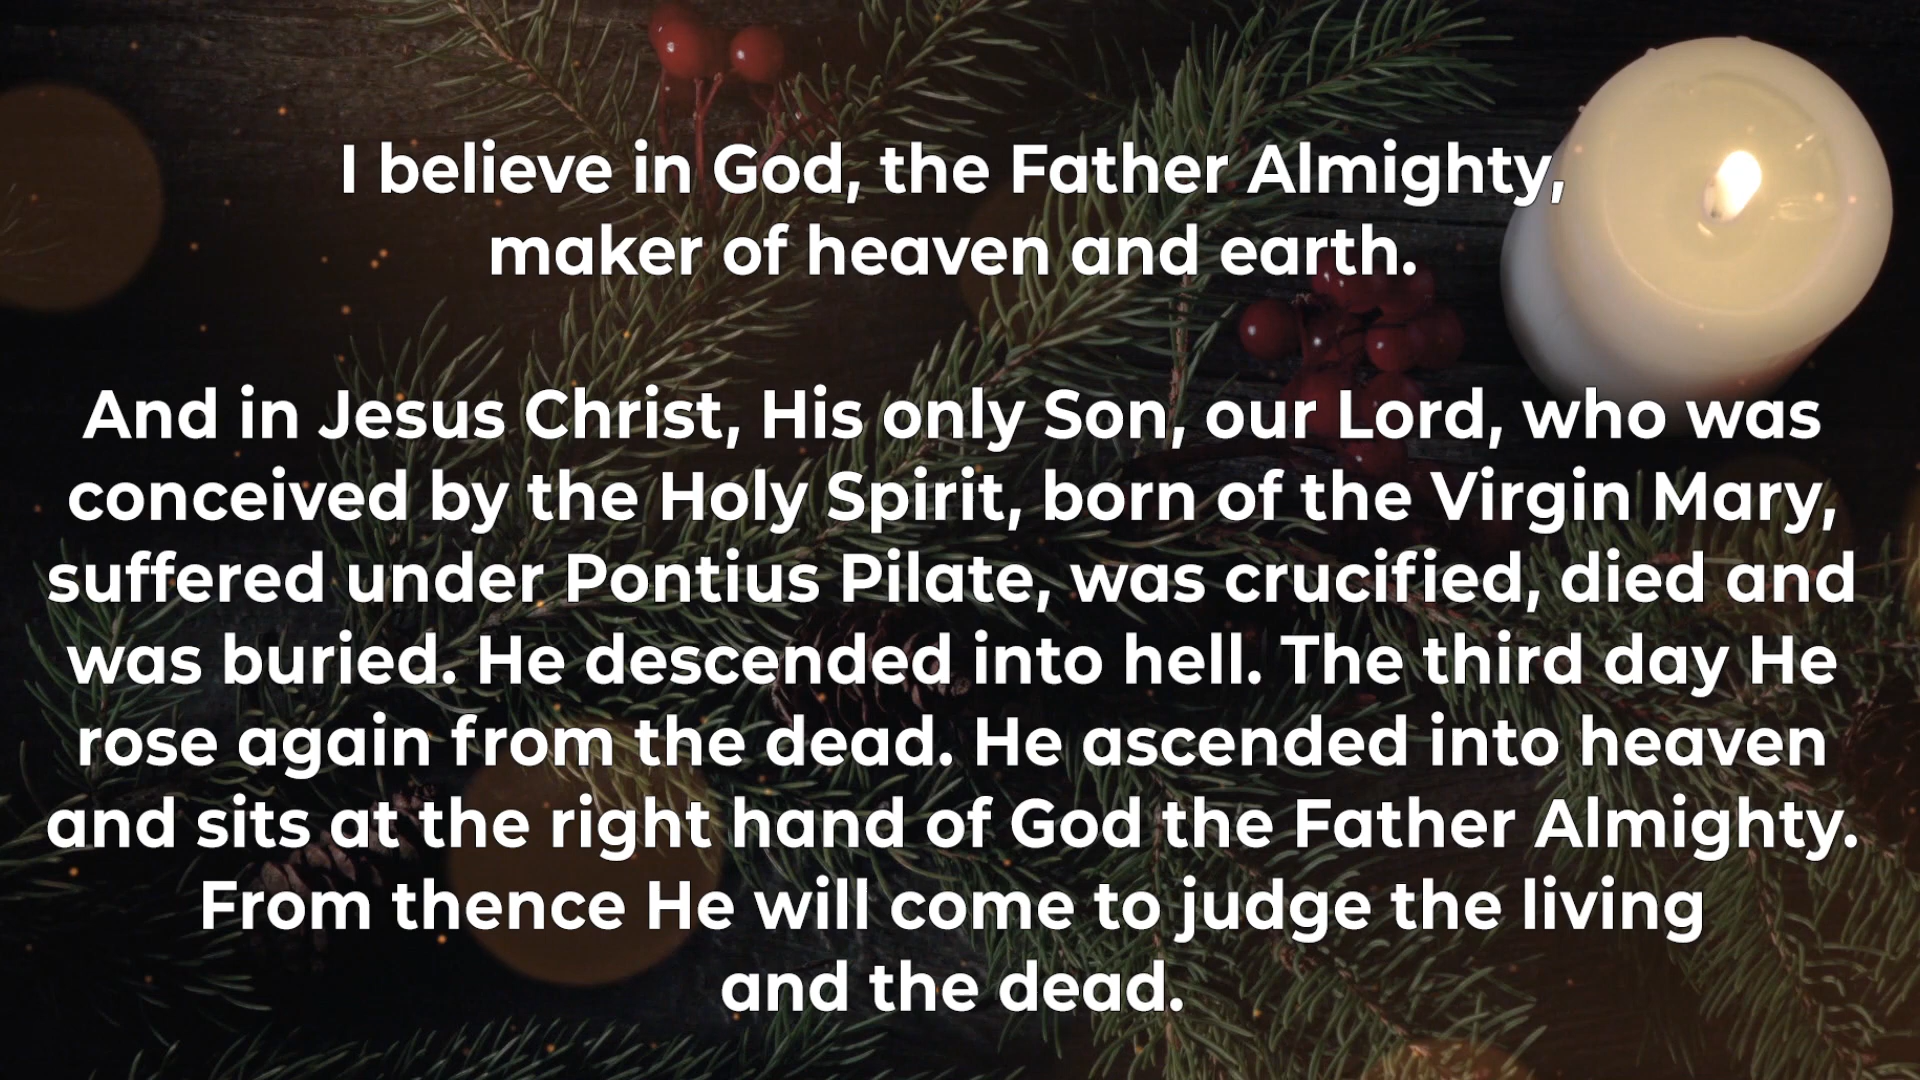 I believe in God, the Father Almighty,
maker of heaven and earth.
And in Jesus Christ, His only Son, our Lord, who was
conceived by the Holy Spirit, born of the Virgin Mary,
suffered under Pontius Pilate, was crucified, died and
was buried. He descended into hell. The third day He
rose again from the dead. He ascended into heaven
and sits at the right hand of God the Father Almighty.
From thence He will come to judge the living
and the dead.